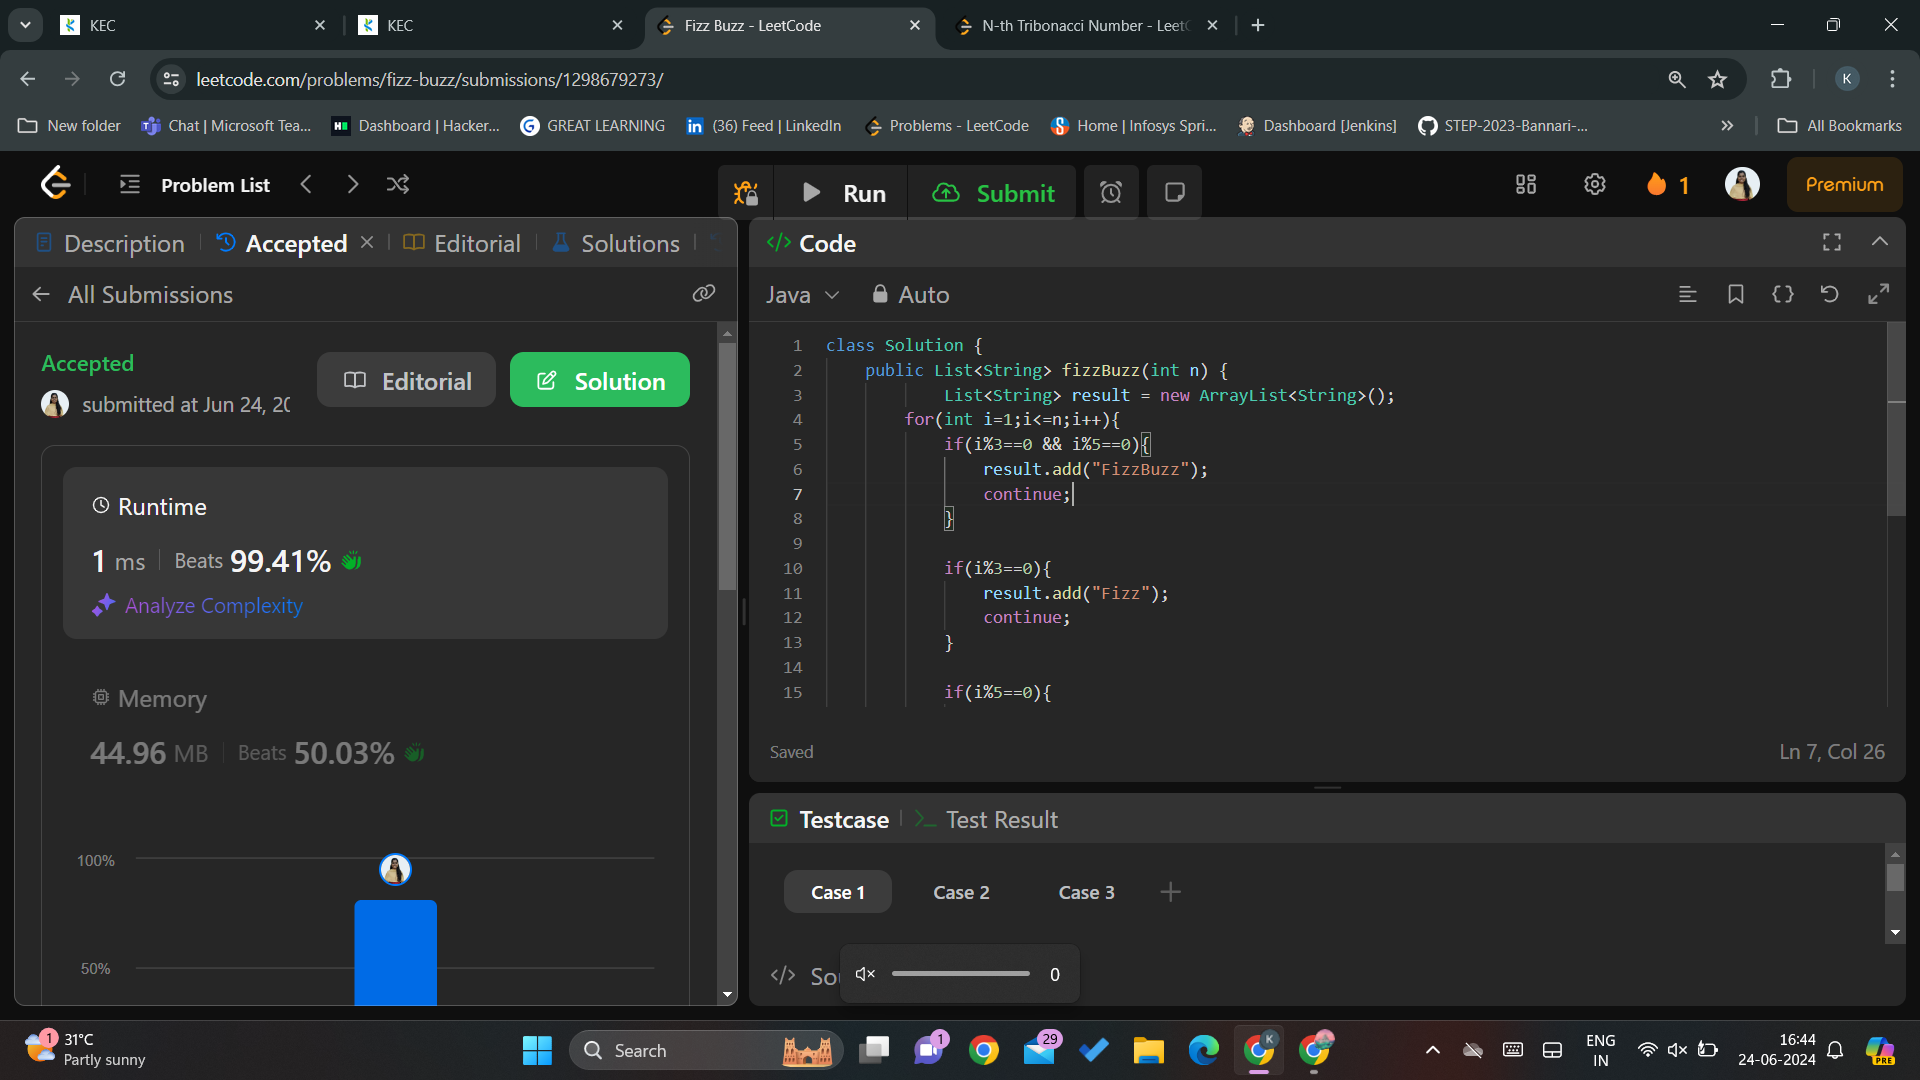 KEC
KEC
Fizz Buzz - LeetCode
N-th Tribonacci Number - Leet
leetcode.com/problems/fizz-buzz/submissions/1298679273/
K
New folder
Chat | Microsoft Tea...
Dashboard | Hacker...
GREAT LEARNING
(36) Feed | LinkedIn
Problems - LeetCode
Home | Infosys Spri...
Dashboard [Jenkins]
STEP-2023-Bannari-...
All Bookmarks
Problem List
Run
Submit
1
Premium
Description
Accepted
Editorial
Solutions
All Submissions
Accepted
submitted at Jun 24, 20
Editorial
Solution
Runtime
1 ms
Beats 99.41%
Analyze Complexity
Memory
44.96 MB
Beats 50.03%
100%
50%
</> Code
Java
Auto
1 class Solution {
2 public List<String> fizzBuzz(int n) {
3 List<String> result = new ArrayList<String>();
4 for(int i=1;i<=n;i++){
5 if(i%3==0 && i%5==0){
6 result.add("FizzBuzz");
7 continue;
8 }
9
10 if(i%3==0){
11 result.add("Fizz");
12 continue;
13 }
14
15 if(i%5==0){
Saved
Ln 7, Col 26
Testcase
Test Result
Case 1
Case 2
Case 3
</> So
0
1
31°C
Partly sunny
Search
1
29
K
ENG
IN
16:44
24-06-2024
PRE